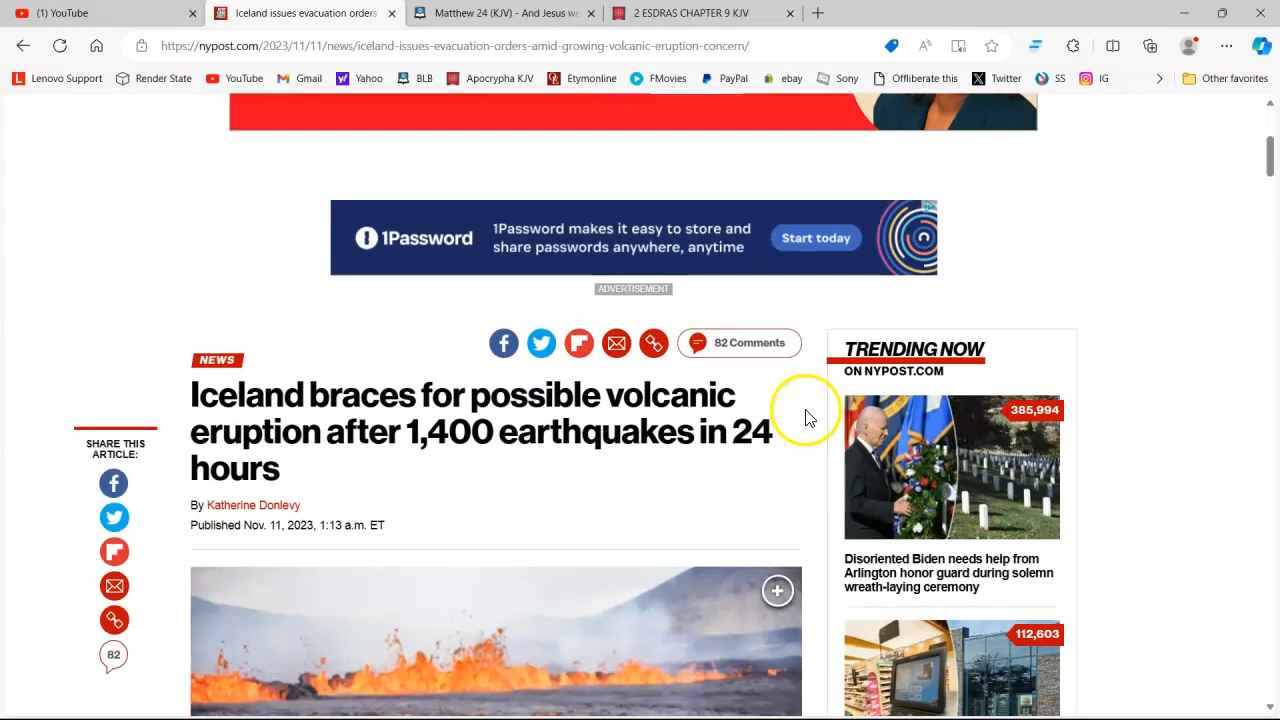 (1) YouTube
Iceland issues evacuation orders
Matthew 24 (KJV) - And Jesus we
2 ESDRAS CHAPTER 9 KJV
https://nypost.com/2023/11/11/news/iceland-issues-evacuation-orders-amid-growing-volcanic-eruption-concern/
Lenovo Support
Render State
YouTube
Gmail
Yahoo
BLB
Apocrypha KJV
Etymonline
FMovies
PayPal
ebay
Sony
Offliberate this
Twitter
SS
IG
Other favorites
1Password
1Password makes it easy to store and
share passwords anywhere, anytime
Start today
ADVERTISEMENT
82 Comments
NEWS
Iceland braces for possible volcanic
eruption after 1,400 earthquakes in 24
hours
By Katherine Donlevy
Published Nov. 11, 2023, 1:13 a.m. ET
SHARE THIS
ARTICLE:
82
TRENDING NOW
ON NYPOST.COM
385,994
Disoriented Biden needs help from
Arlington honor guard during solemn
wreath-laying ceremony
112,603